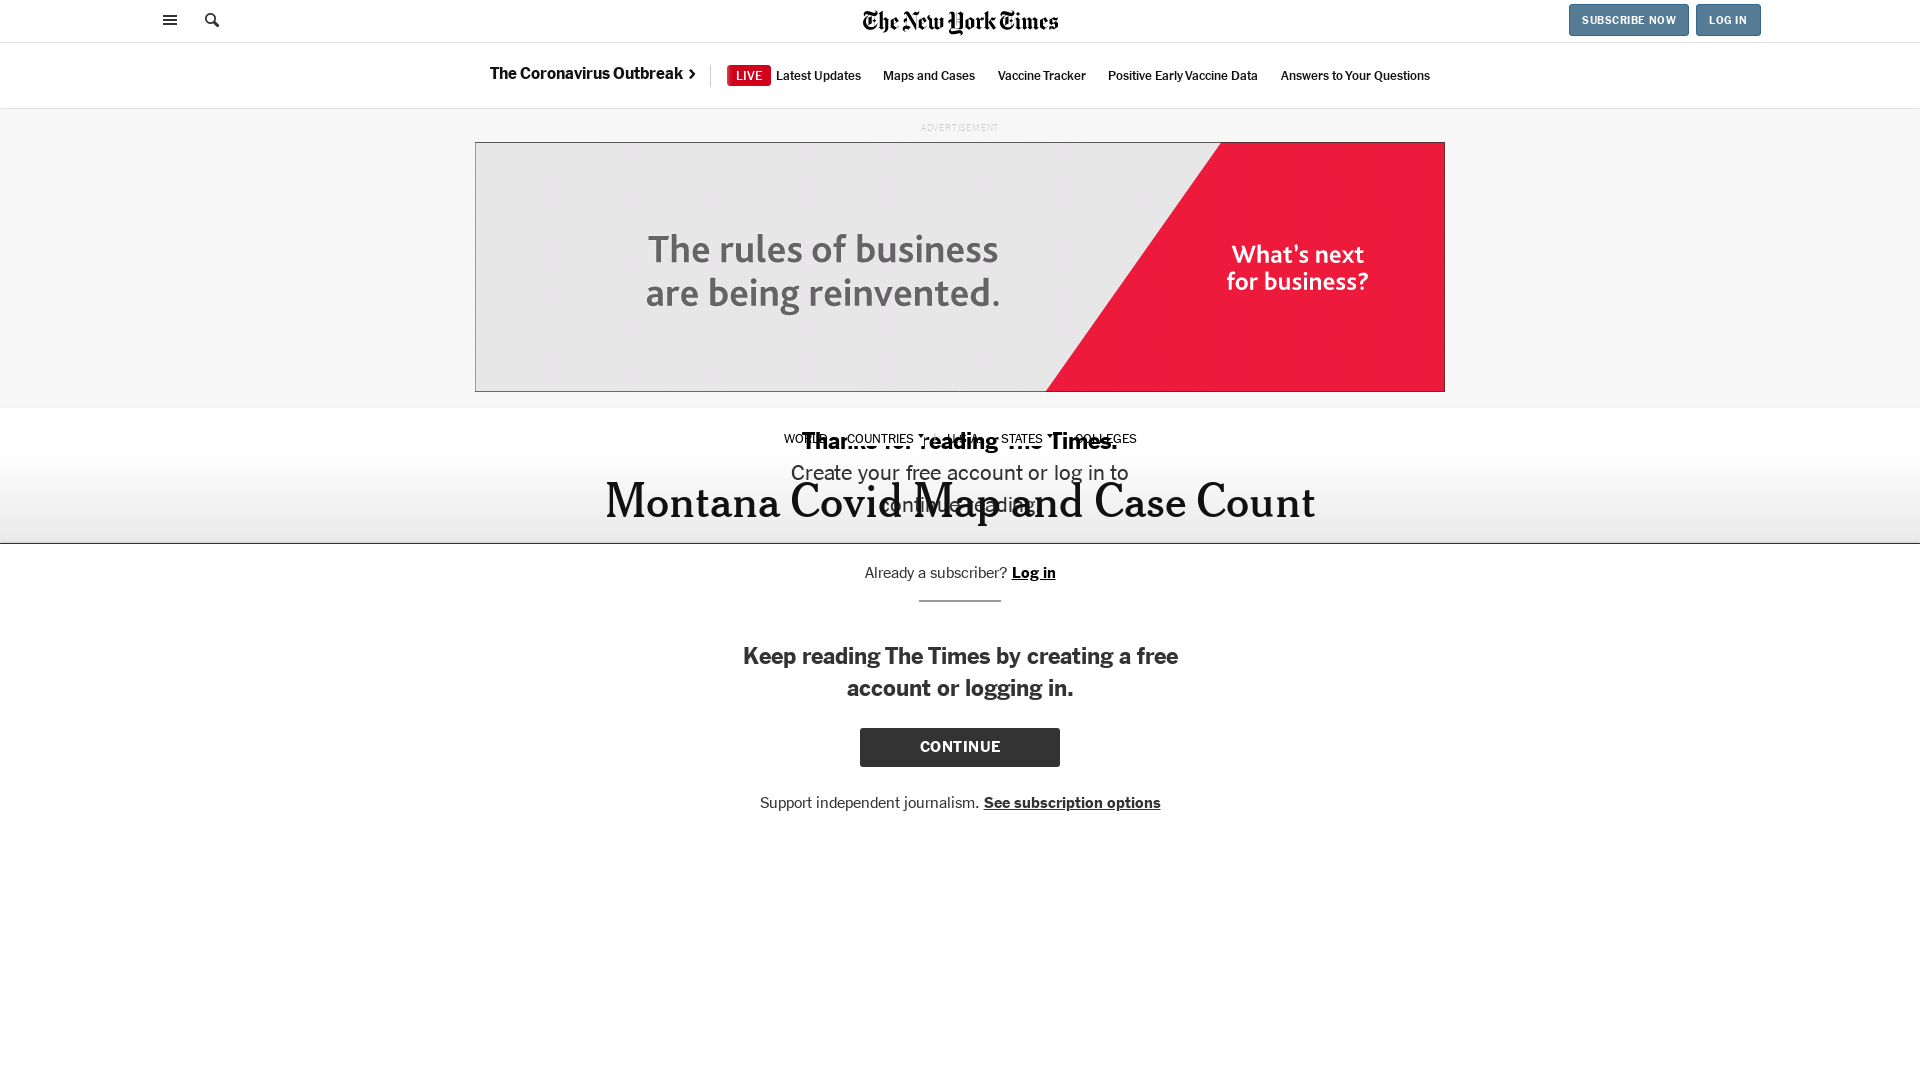 The New York Times
SUBSCRIBE NOW
LOG IN
The Coronavirus Outbreak
LIVE Latest Updates
Maps and Cases
Vaccine Tracker
Positive Early Vaccine Data
Answers to Your Questions
ADVERTISEMENT
The rules of business
are being reinvented.
What's next
for business?
WORLD
COUNTRIES
U.S.A.
STATES
COLLEGES
Thanks for reading The Times.
Create your free account or log in to
continue reading.
Montana Covid Map and Case Count
Already a subscriber? Log in
Keep reading The Times by creating a free
account or logging in.
CONTINUE
Support independent journalism. See subscription options